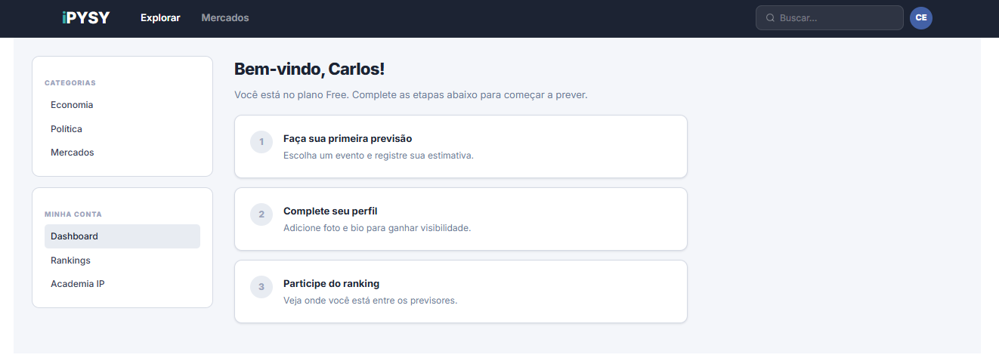 iPYSY
Explorar
Mercados
Buscar...
CE
CATEGORIAS
Economia
Política
Mercados
MINHA CONTA
Dashboard
Rankings
Academia IP
Bem-vindo, Carlos!
Você está no plano Free. Complete as etapas abaixo para começar a prever.
1
Faça sua primeira previsão
Escolha um evento e registre sua estimativa.
2
Complete seu perfil
Adicione foto e bio para ganhar visibilidade.
3
Participe do ranking
Veja onde você está entre os previsores.